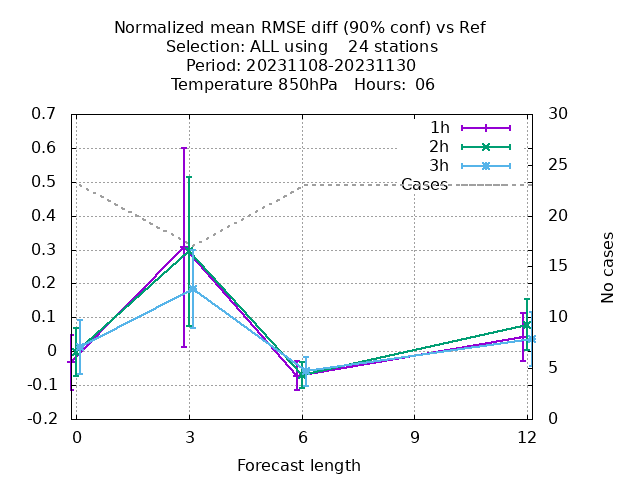 Normalized mean RMSE diff (90% conf) vs Ref
Selection: ALL using    24 stations
Period: 20231108-20231130
Temperature 850hPa   Hours:  06
0.7
0.6
0.5
0.4
0.3
0.2
0.1
0
-0.1
-0.2
30
25
20
15
10
5
0
1h
2h
3h
Cases
No cases
0 3 6 9 12
Forecast length